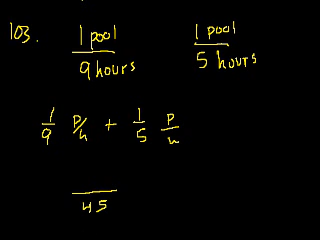 103. 1 pool / 9 hours   1 pool / 5 hours
1/9 P/h + 1/5 P/h
/ 45